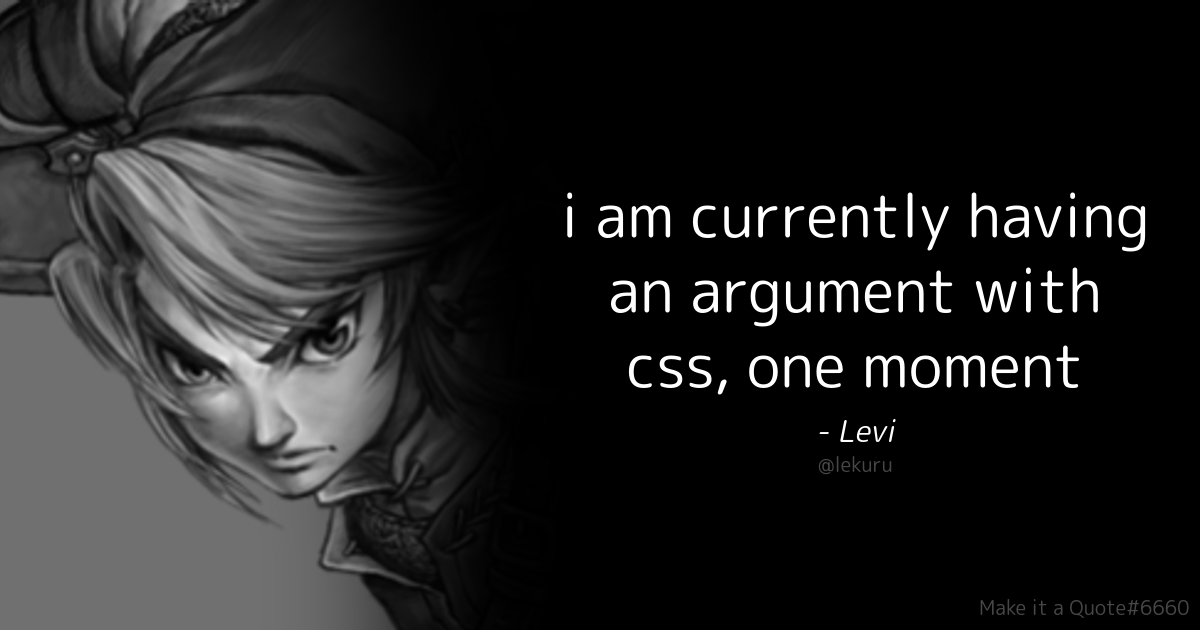 i am currently having
an argument with
css, one moment
- Levi
@lekuru
Make it a Quote#6660